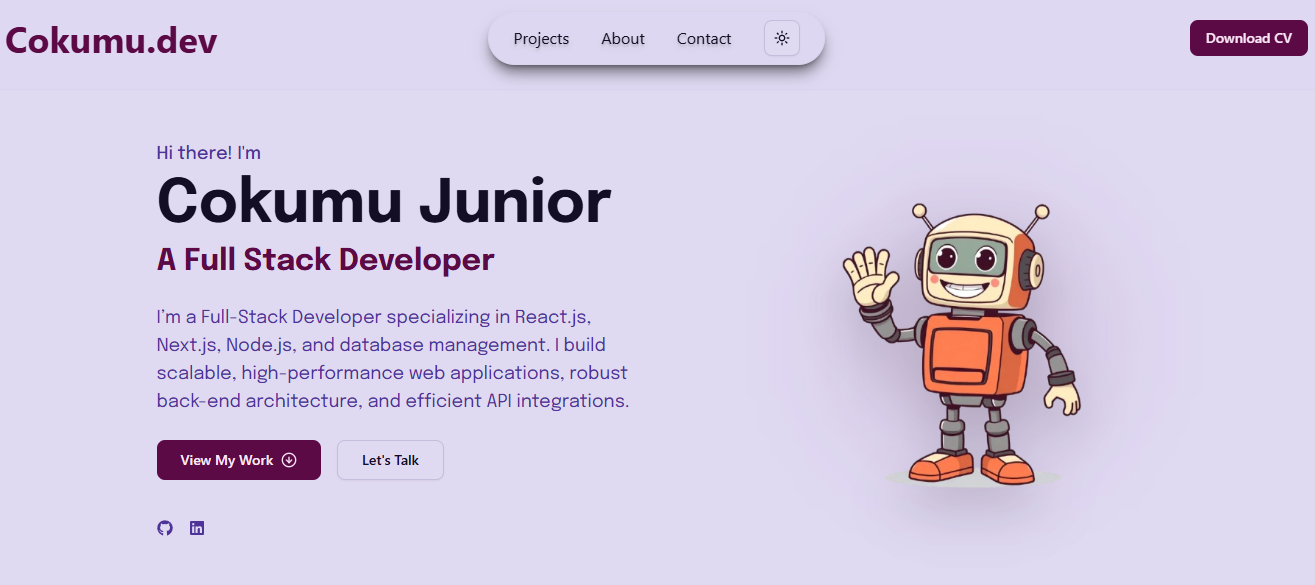 Cokumu.dev
Projects About Contact
Download CV
Hi there! I'm
Cokumu Junior
A Full Stack Developer
I’m a Full-Stack Developer specializing in React.js,
Next.js, Node.js, and database management. I build
scalable, high-performance web applications, robust
back-end architecture, and efficient API integrations.
View My Work
Let's Talk
in